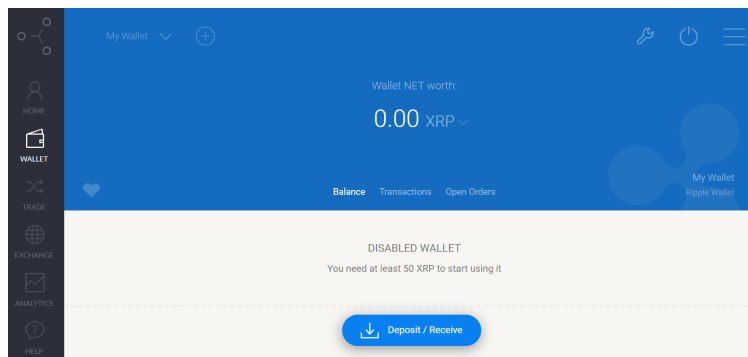 My Wallet
Wallet NET worth:
0.00 XRP
HOME
WALLET
TRADE
EXCHANGE
ANALYTICS
HELP
Balance Transactions Open Orders
My Wallet
Ripple Wallet
DISABLED WALLET
You need at least 50 XRP to start using it
Deposit / Receive